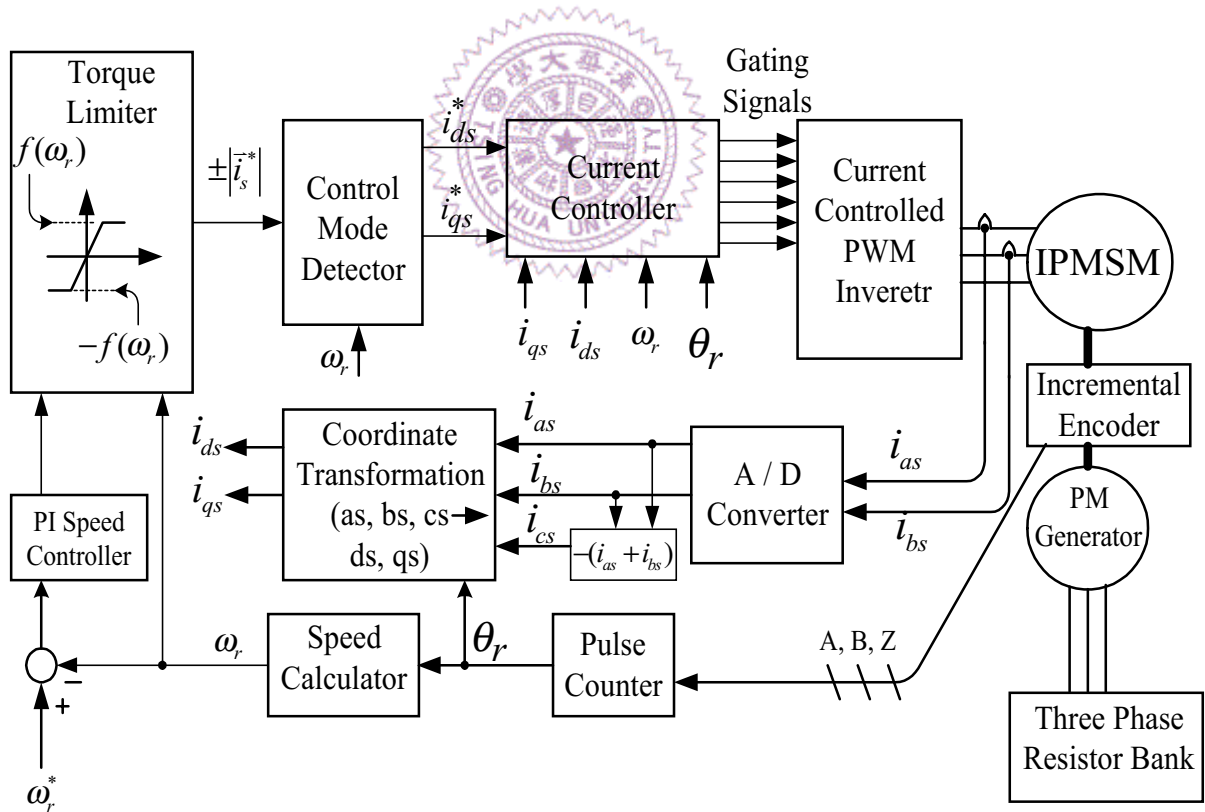 Torque
Limiter
f(ω_r)
−f(ω_r)
±|i_s^*|
Control
Mode
Detector
ω_r
i_ds^*
i_qs^*
Current
Controller
i_qs
i_ds
ω_r
θ_r
Gating
Signals
Current
Controlled
PWM
Inveretr
IPMSM
Incremental
Encoder
PM
Generator
Three Phase
Resistor Bank
i_as
i_bs
A / D
Converter
i_as
i_bs
i_cs
−(i_as + i_bs)
Coordinate
Transformation
(as, bs, cs
ds, qs)
i_ds
i_qs
PI Speed
Controller
ω_r
Speed
Calculator
θ_r
Pulse
Counter
A, B, Z
−
+
ω_r^*
TSING HUA UNIVERSITY